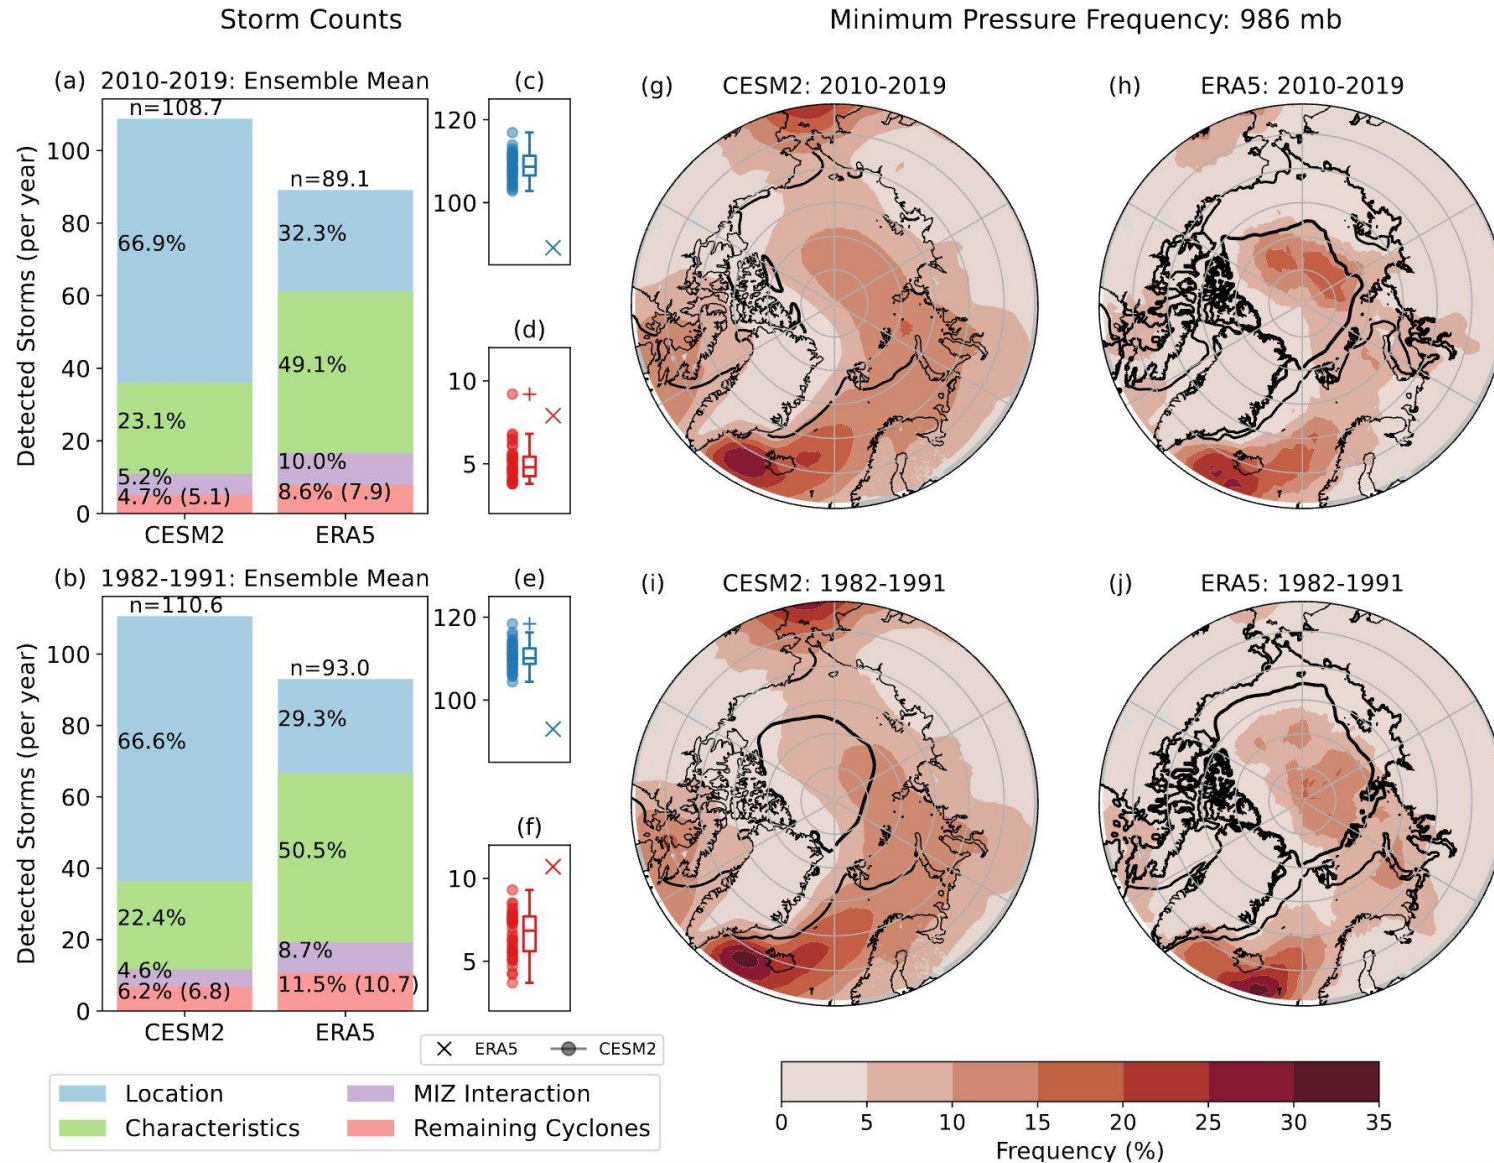 Storm Counts
Minimum Pressure Frequency: 986 mb
(a) 2010-2019: Ensemble Mean
n=108.7
n=89.1
Detected Storms (per year)
100
80
60
40
20
0
66.9%
23.1%
5.2%
4.7% (5.1)
32.3%
49.1%
10.0%
8.6% (7.9)
CESM2
ERA5
(c)
120
100
(d)
10
5
(g) CESM2: 2010-2019
(h) ERA5: 2010-2019
(b) 1982-1991: Ensemble Mean
n=110.6
n=93.0
Detected Storms (per year)
100
80
60
40
20
0
66.6%
22.4%
4.6%
6.2% (6.8)
29.3%
50.5%
8.7%
11.5% (10.7)
CESM2
ERA5
(e)
120
100
(f)
10
5
(i) CESM2: 1982-1991
(j) ERA5: 1982-1991
ERA5
CESM2
Location
Characteristics
MIZ Interaction
Remaining Cyclones
0 5 10 15 20 25 30 35
Frequency (%)